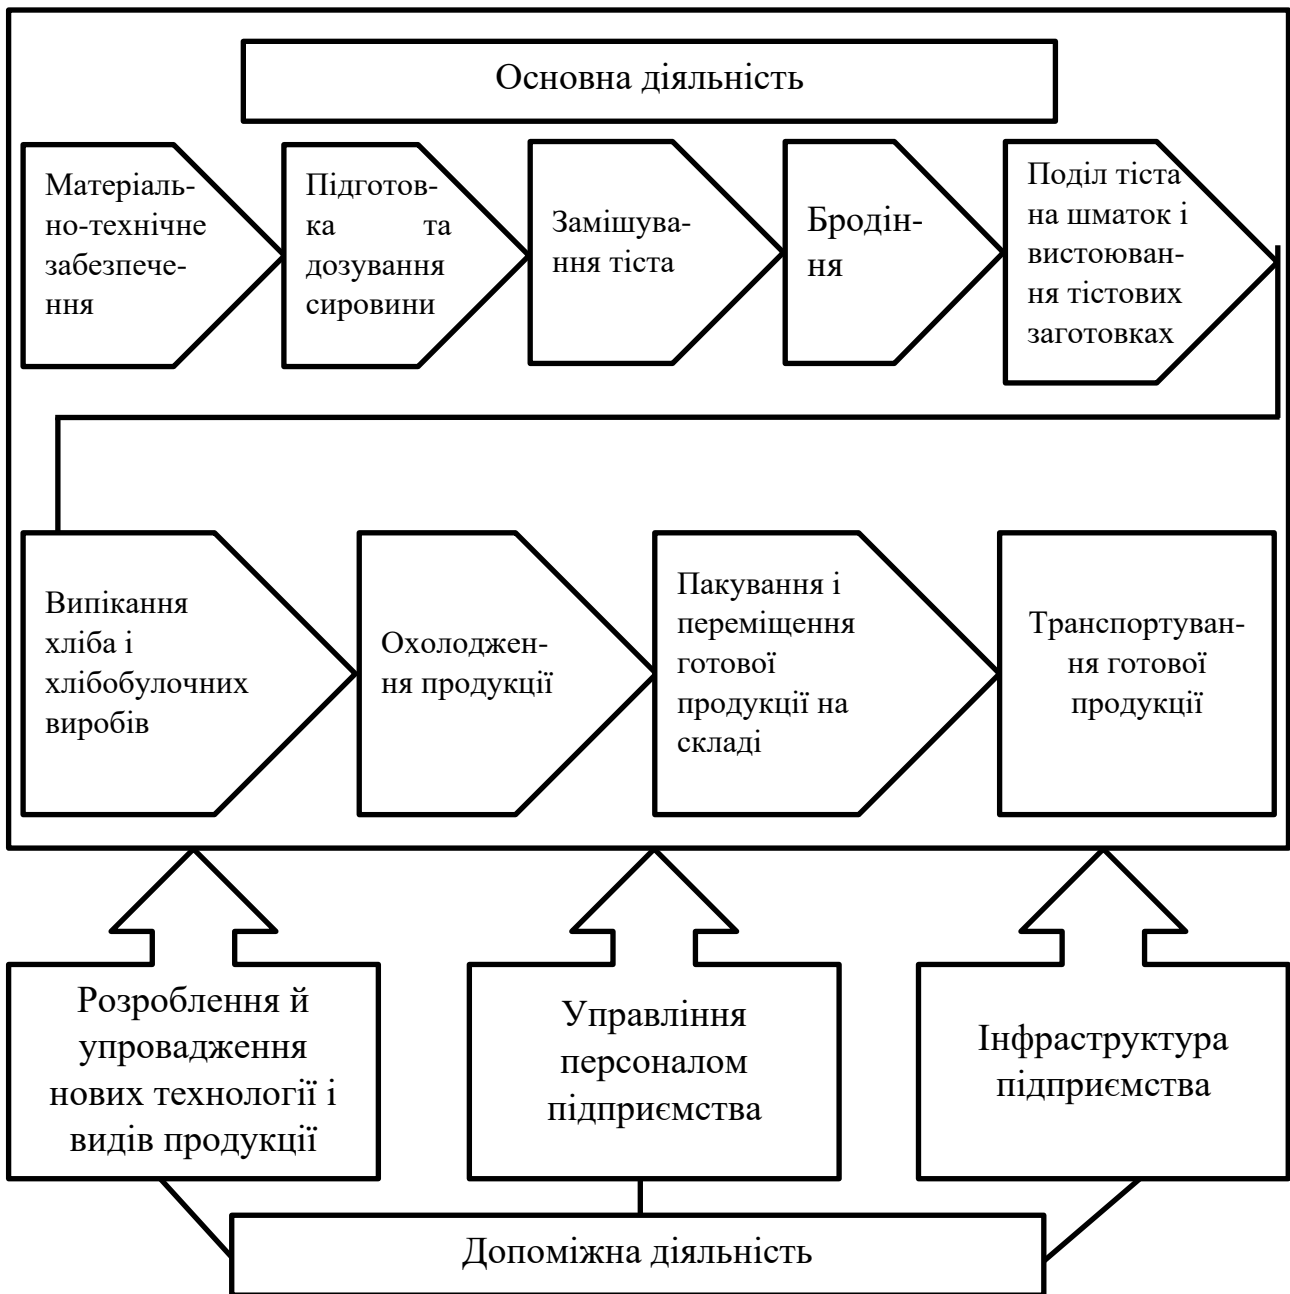 Основна діяльність
Матеріаль-
но-технічне
забезпече-
ння
Підготов-
ка та
дозування
сировини
Замішува-
ння тіста
Бродін-
ня
Поділ тіста
на шматок і
вистоюван-
ня тістових
заготовках
Випікання
хліба і
хлібобулочних
виробів
Охолоджен-
ня продукції
Пакування і
переміщення
готової
продукції на
складі
Транспортуван-
ня готової
продукції
Розроблення й
упровадження
нових технології і
видів продукції
Управління
персоналом
підприємства
Інфраструктура
підприємства
Допоміжна діяльність